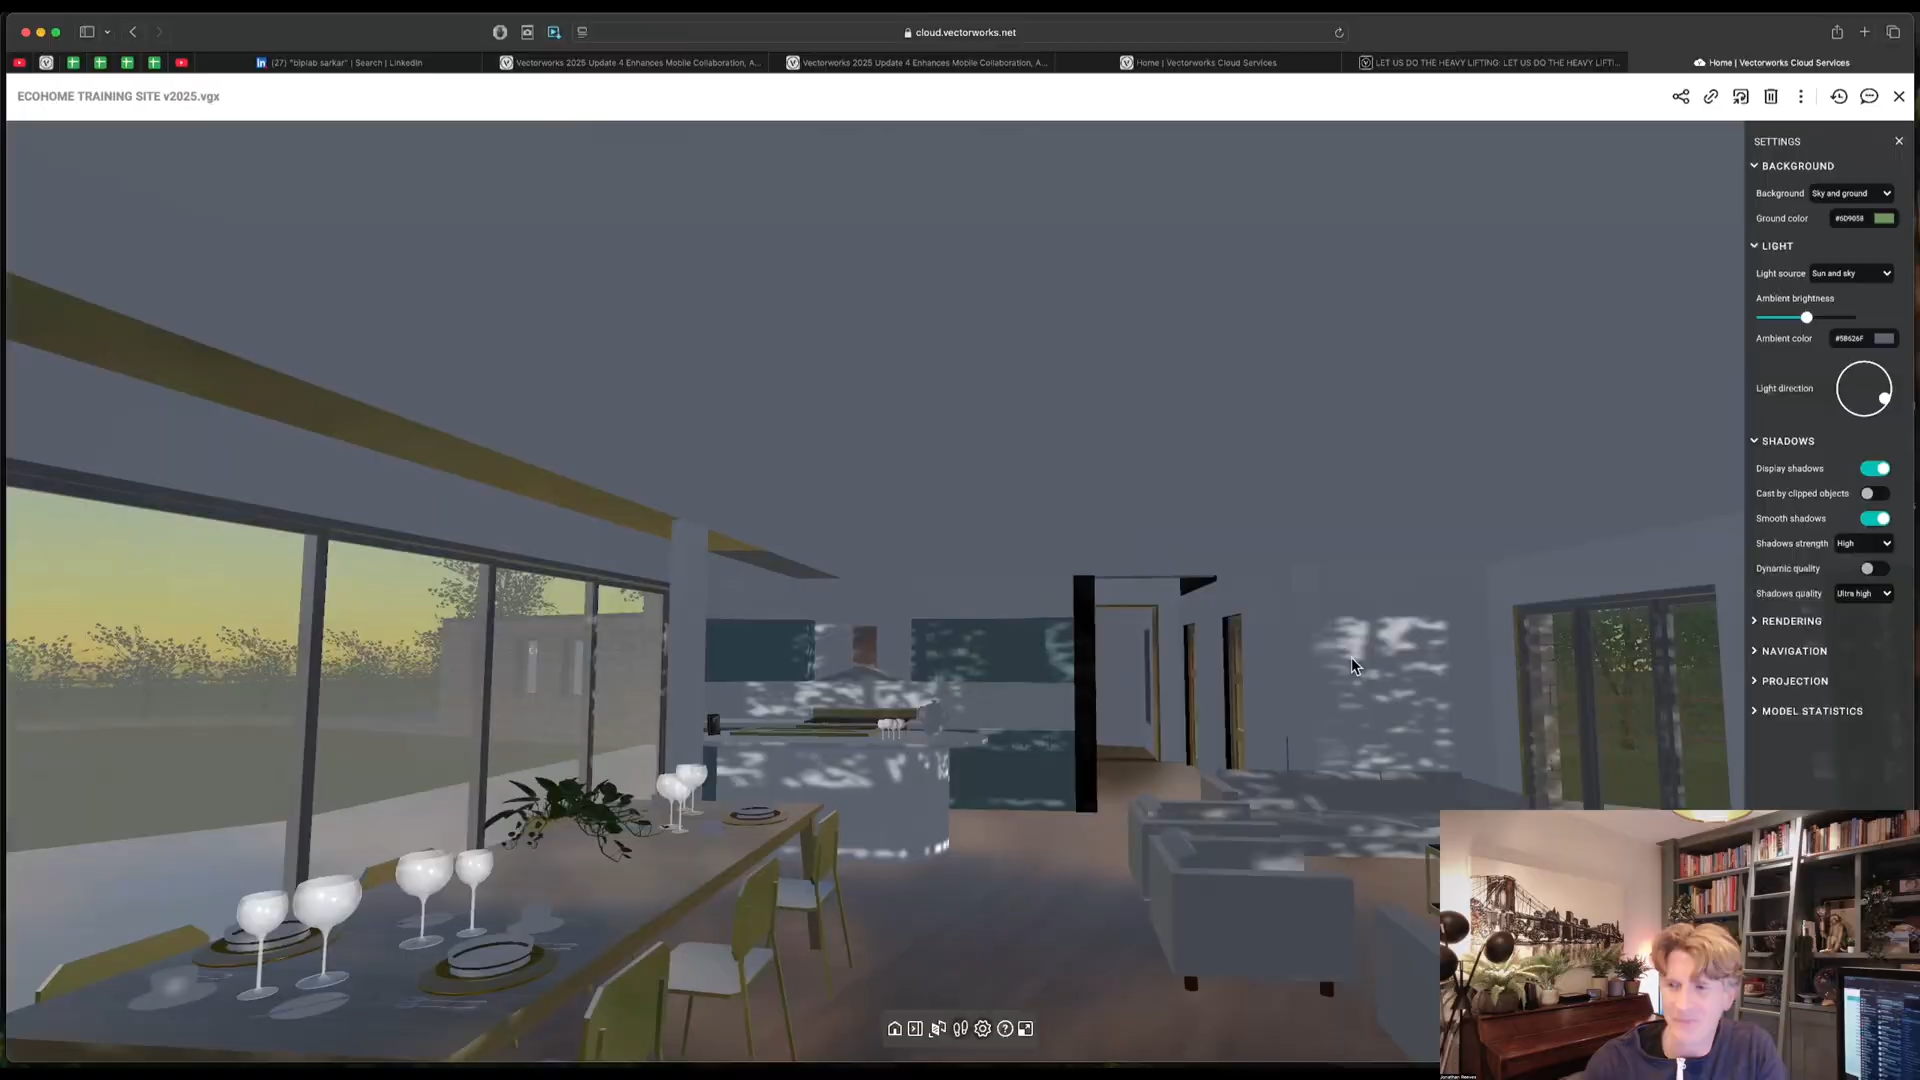 cloud.vectorworks.net
(27) "biplab sarkar" | Search | LinkedIn
Vectorworks 2025 Update 4 Enhances Mobile Collaboration, A...
Vectorworks 2025 Update 4 Enhances Mobile Collaboration, A...
Home | Vectorworks Cloud Services
LET US DO THE HEAVY LIFTING: LET US DO THE HEAVY LIFTI...
Home | Vectorworks Cloud Services
ECOHOME TRAINING SITE v2025.vgx
SETTINGS
BACKGROUND
Background Sky and ground
Ground color #6D9058
LIGHT
Light source Sun and sky
Ambient brightness
Ambient color #5B626F
Light direction
SHADOWS
Display shadows
Cast by clipped objects
Smooth shadows
Shadows strength High
Dynamic quality
Shadows quality Ultra high
RENDERING
NAVIGATION
PROJECTION
MODEL STATISTICS
Jonathan Reeves